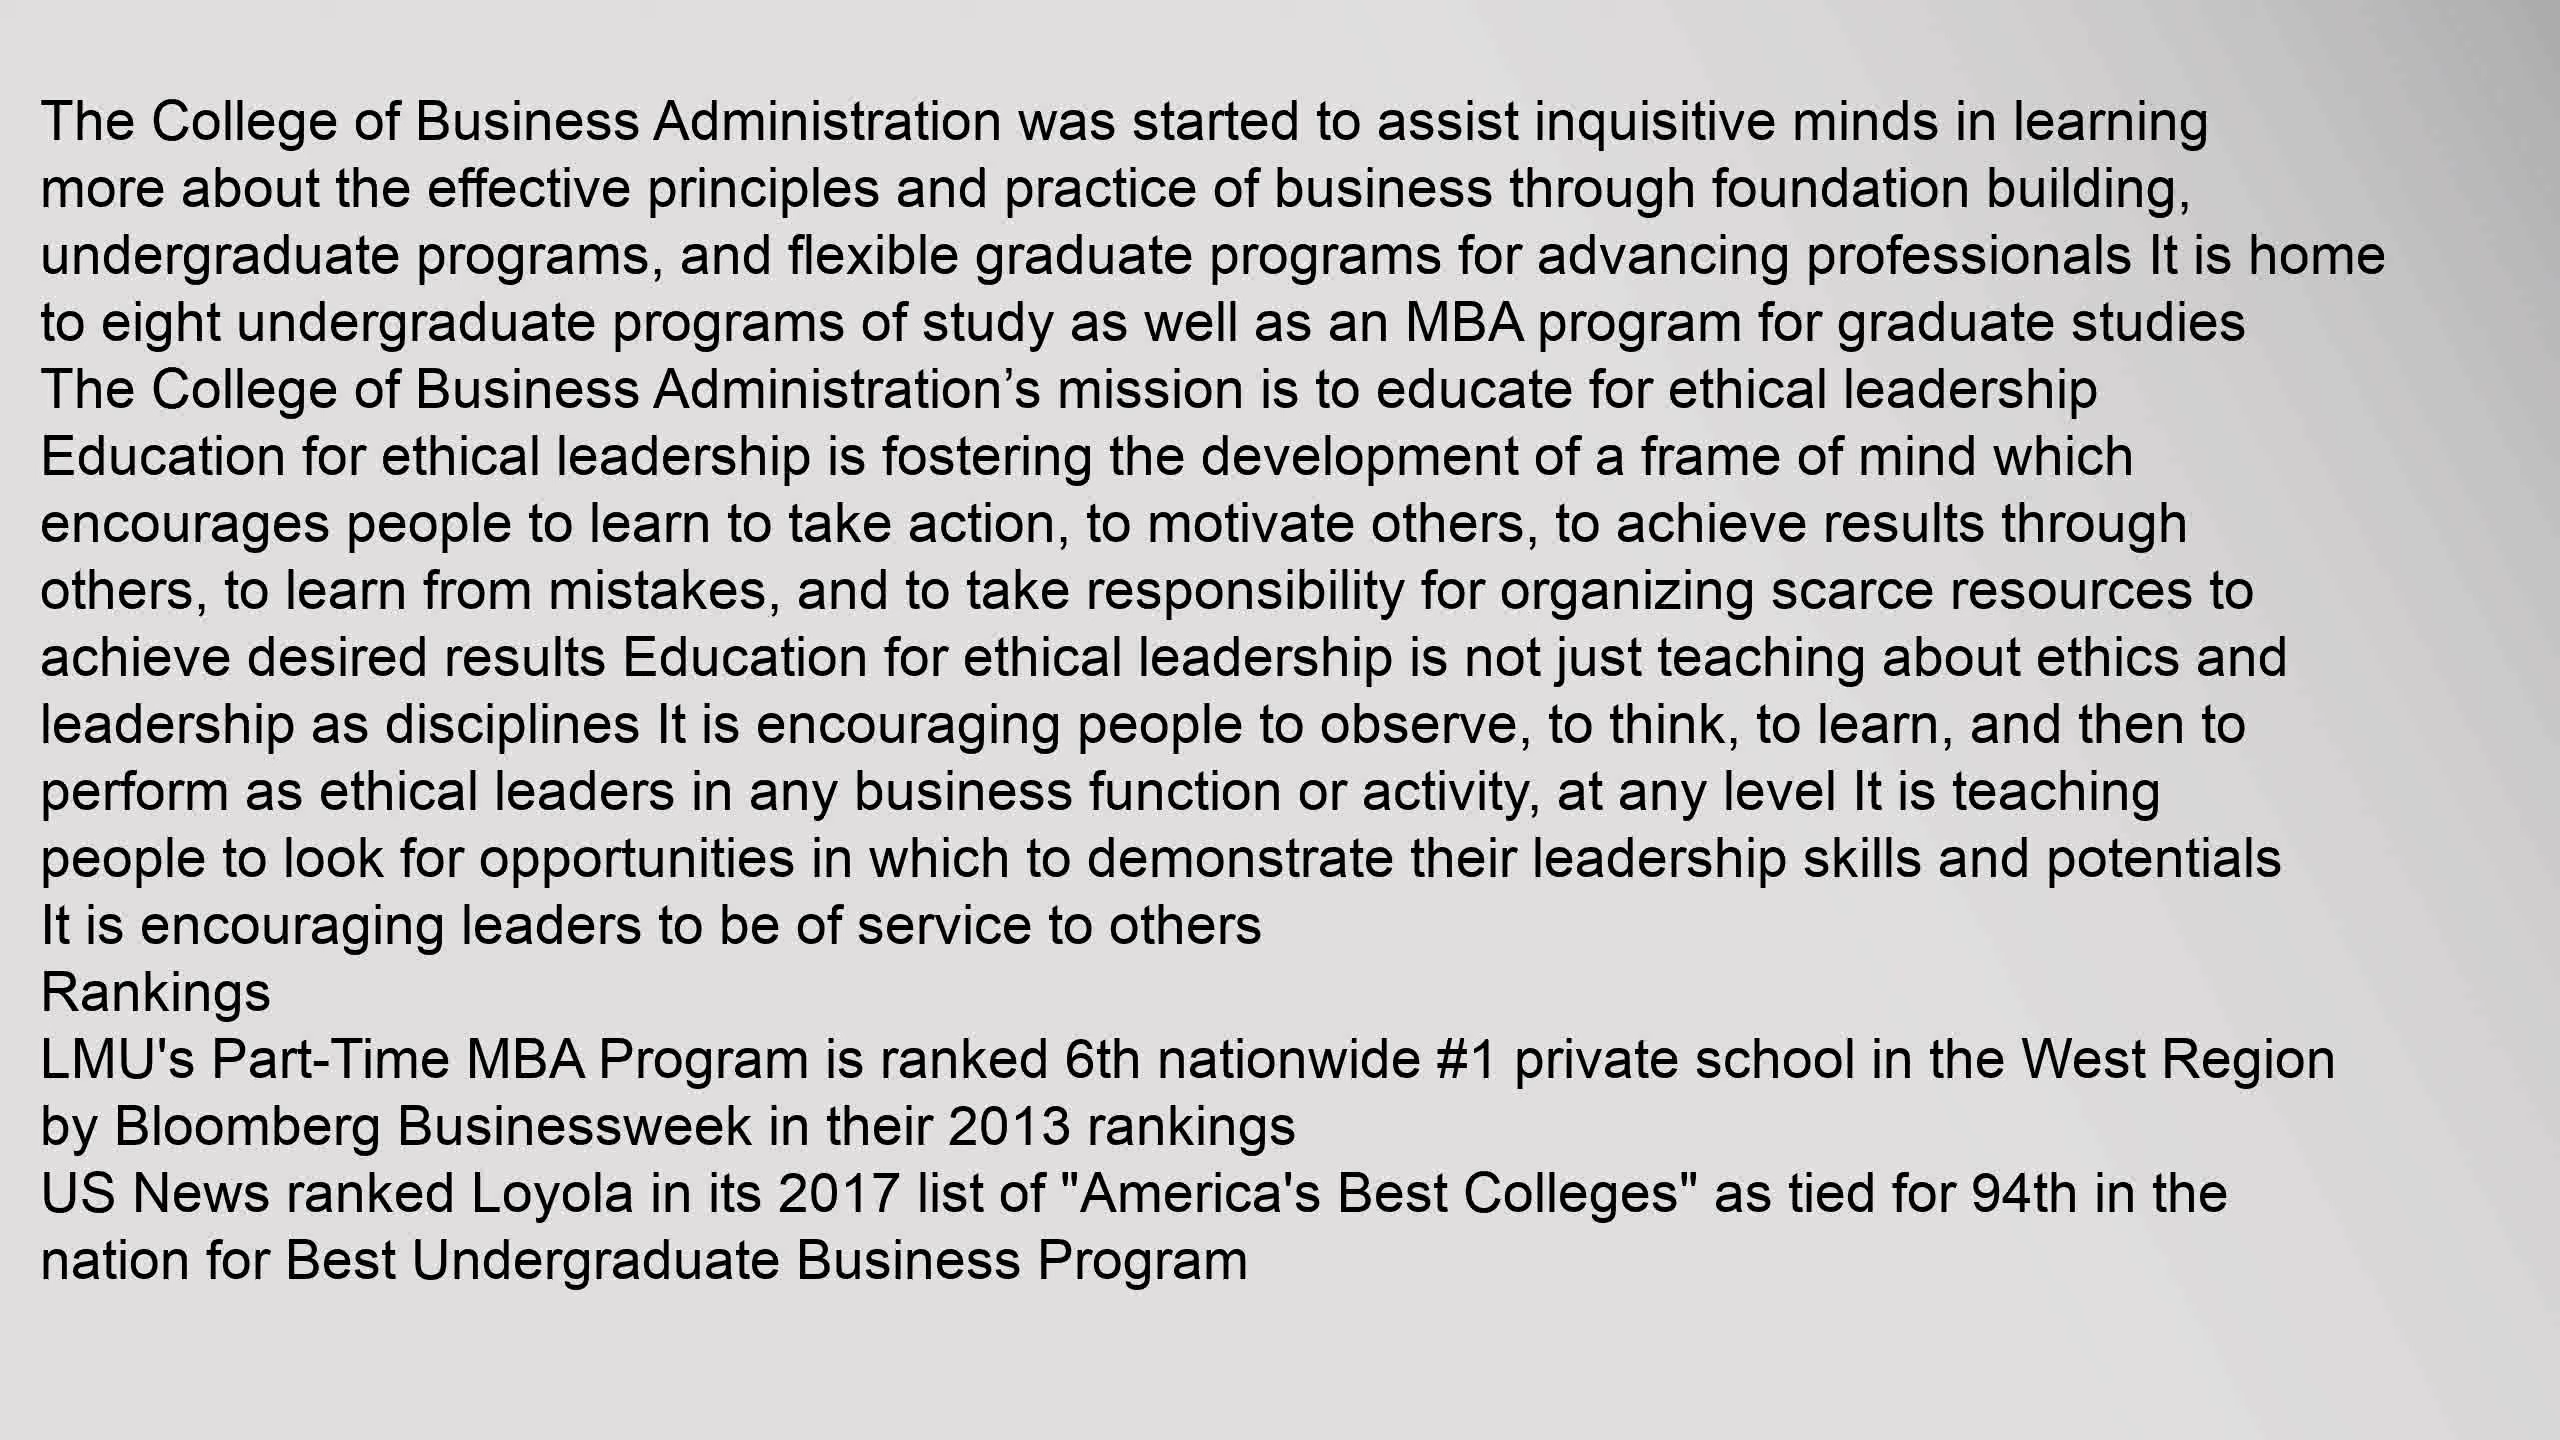 The College of Business Administration was started to assist inquisitive minds in learning
more about the effective principles and practice of business through foundation building,
undergraduate programs, and flexible graduate programs for advancing professionals It is home
to eight undergraduate programs of study as well as an MBA program for graduate studies
The College of Business Administration’s mission is to educate for ethical leadership
Education for ethical leadership is fostering the development of a frame of mind which
encourages people to learn to take action, to motivate others, to achieve results through
others, to learn from mistakes, and to take responsibility for organizing scarce resources to
achieve desired results Education for ethical leadership is not just teaching about ethics and
leadership as disciplines It is encouraging people to observe, to think, to learn, and then to
perform as ethical leaders in any business function or activity, at any level It is teaching
people to look for opportunities in which to demonstrate their leadership skills and potentials
It is encouraging leaders to be of service to others
Rankings
LMU's Part-Time MBA Program is ranked 6th nationwide #1 private school in the West Region
by Bloomberg Businessweek in their 2013 rankings
US News ranked Loyola in its 2017 list of "America's Best Colleges" as tied for 94th in the
nation for Best Undergraduate Business Program